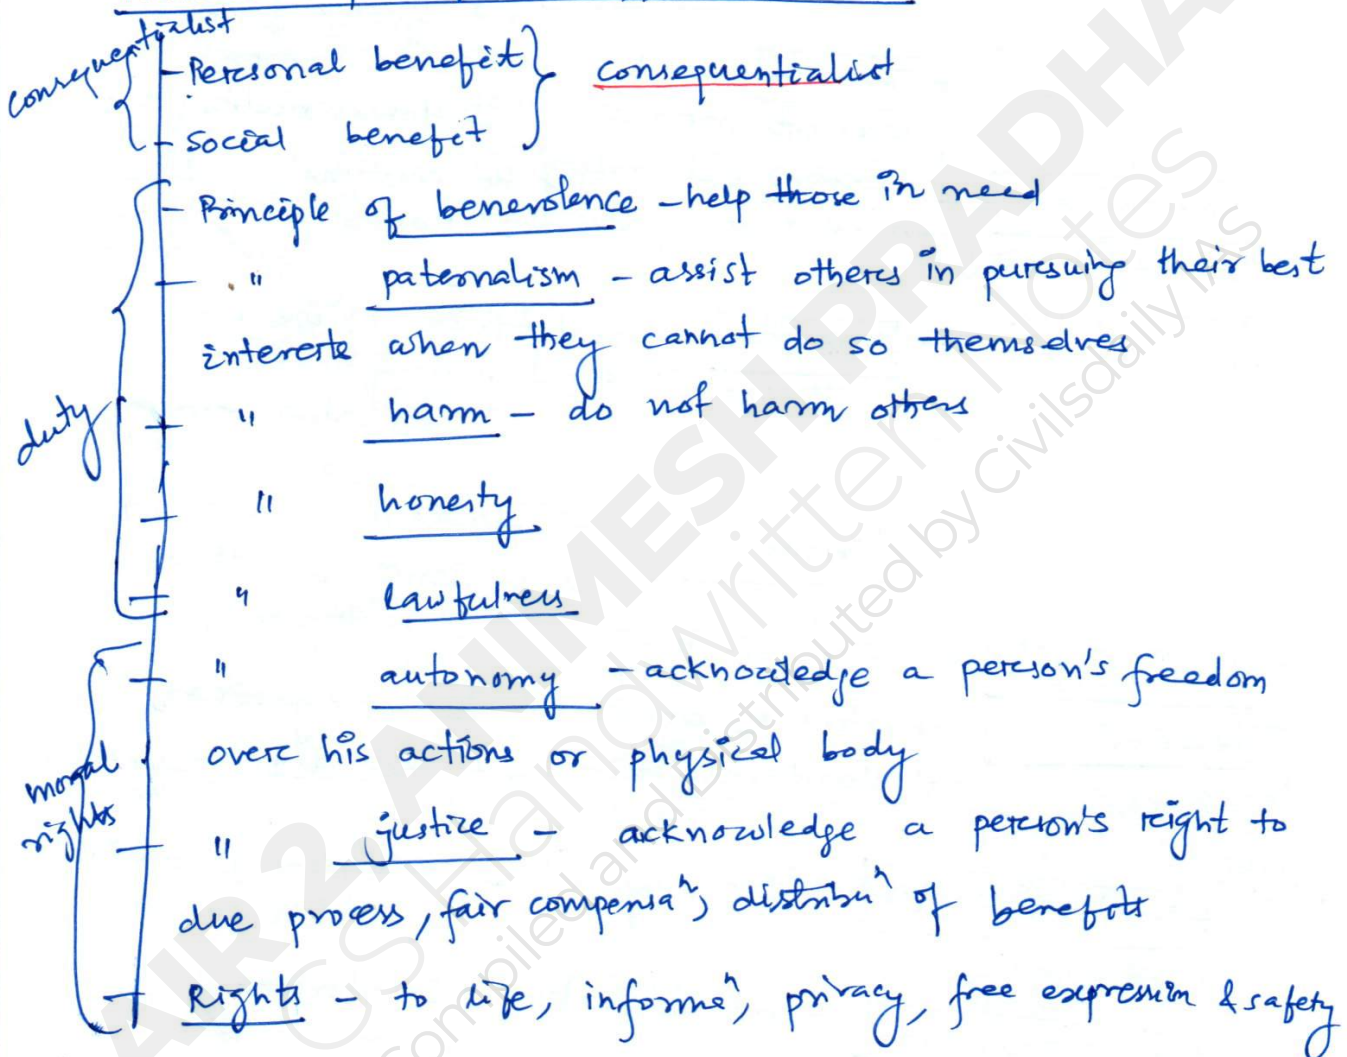 consequentialist
- Personal benefit } consequentialist
- Social benefit
- Principle of benevolence - help those in need
- " paternalism - assist others in pursuing their best
interests when they cannot do so themselves
duty
" harm - do not harm others
" honesty
" Lawfulness
" autonomy - acknowledge a person's freedom
over his actions or physical body
moral
rights
" justice - acknowledge a person's right to
due process, fair compensaⁿ, distribuⁿ of benefits
Rights - to life, informaⁿ, privacy, free expression & safety
AIR 2, ANIMESH PRADHA
GS Handwritten Notes
Compiled and Distributed by Civilsdaily IAS